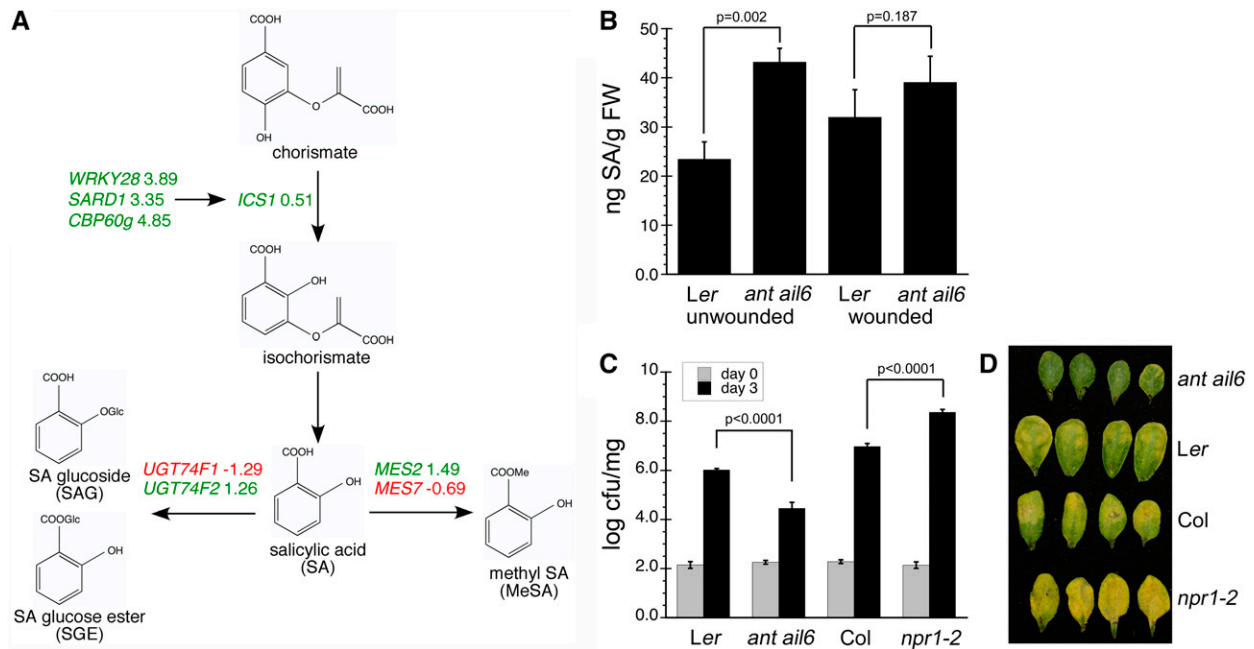 A
COOH
O
COOH
OH
chorismate
WRKY28 3.89
SARD1 3.35
CBP60g 4.85
ICS1 0.51
COOH
OH
O
COOH
isochorismate
COOH
OGlc
SA glucoside
(SAG)
UGT74F1 -1.29
UGT74F2 1.26
COOH
OH
salicylic acid
(SA)
MES2 1.49
MES7 -0.69
COOMe
OH
methyl SA
(MeSA)
COOGlc
OH
SA glucose ester
(SGE)
B
p=0.002
p=0.187
ng SA/g FW
50
40
30
20
10
0.0
Ler
ant ail6
Ler
ant ail6
unwounded
wounded
C
day 0
day 3
p<0.0001
p<0.0001
log cfu/mg
10.0
8.0
6.0
4.0
2.0
0.0
Ler
ant ail6
Col
npr1-2
D
ant ail6
Ler
Col
npr1-2